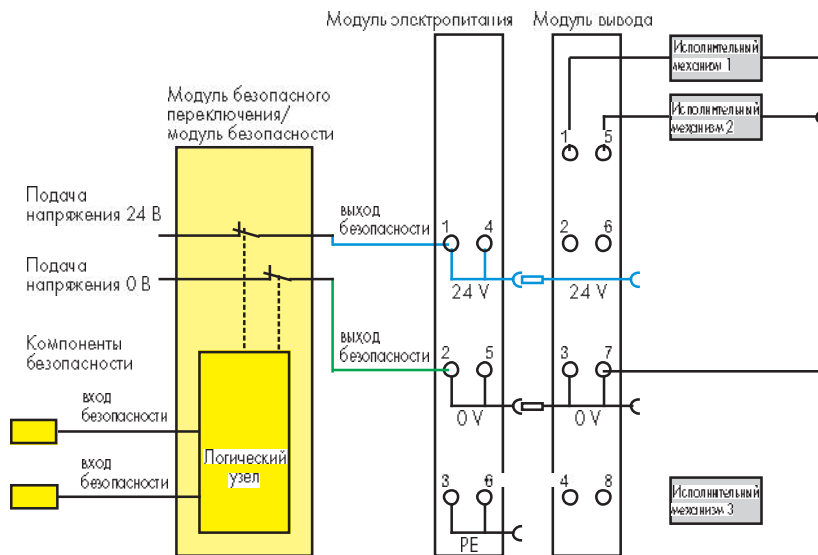 Модуль электропитания
Модуль вывода
Исполнительный
механизм 1
Исполнительный
механизм 2
Модуль безопасного
переключения/
модуль безопасности
1 5
Подача
напряжения 24 В
выход
безопасности
1 4
2 6
24 V
24 V
Подача
напряжения 0 В
Компоненты
безопасности
выход
безопасности
2 5
3 7
0 V
0 V
вход
безопасности
вход
безопасности
Логический
узел
3 6
4 8
PE
Исполнительный
механизм 3